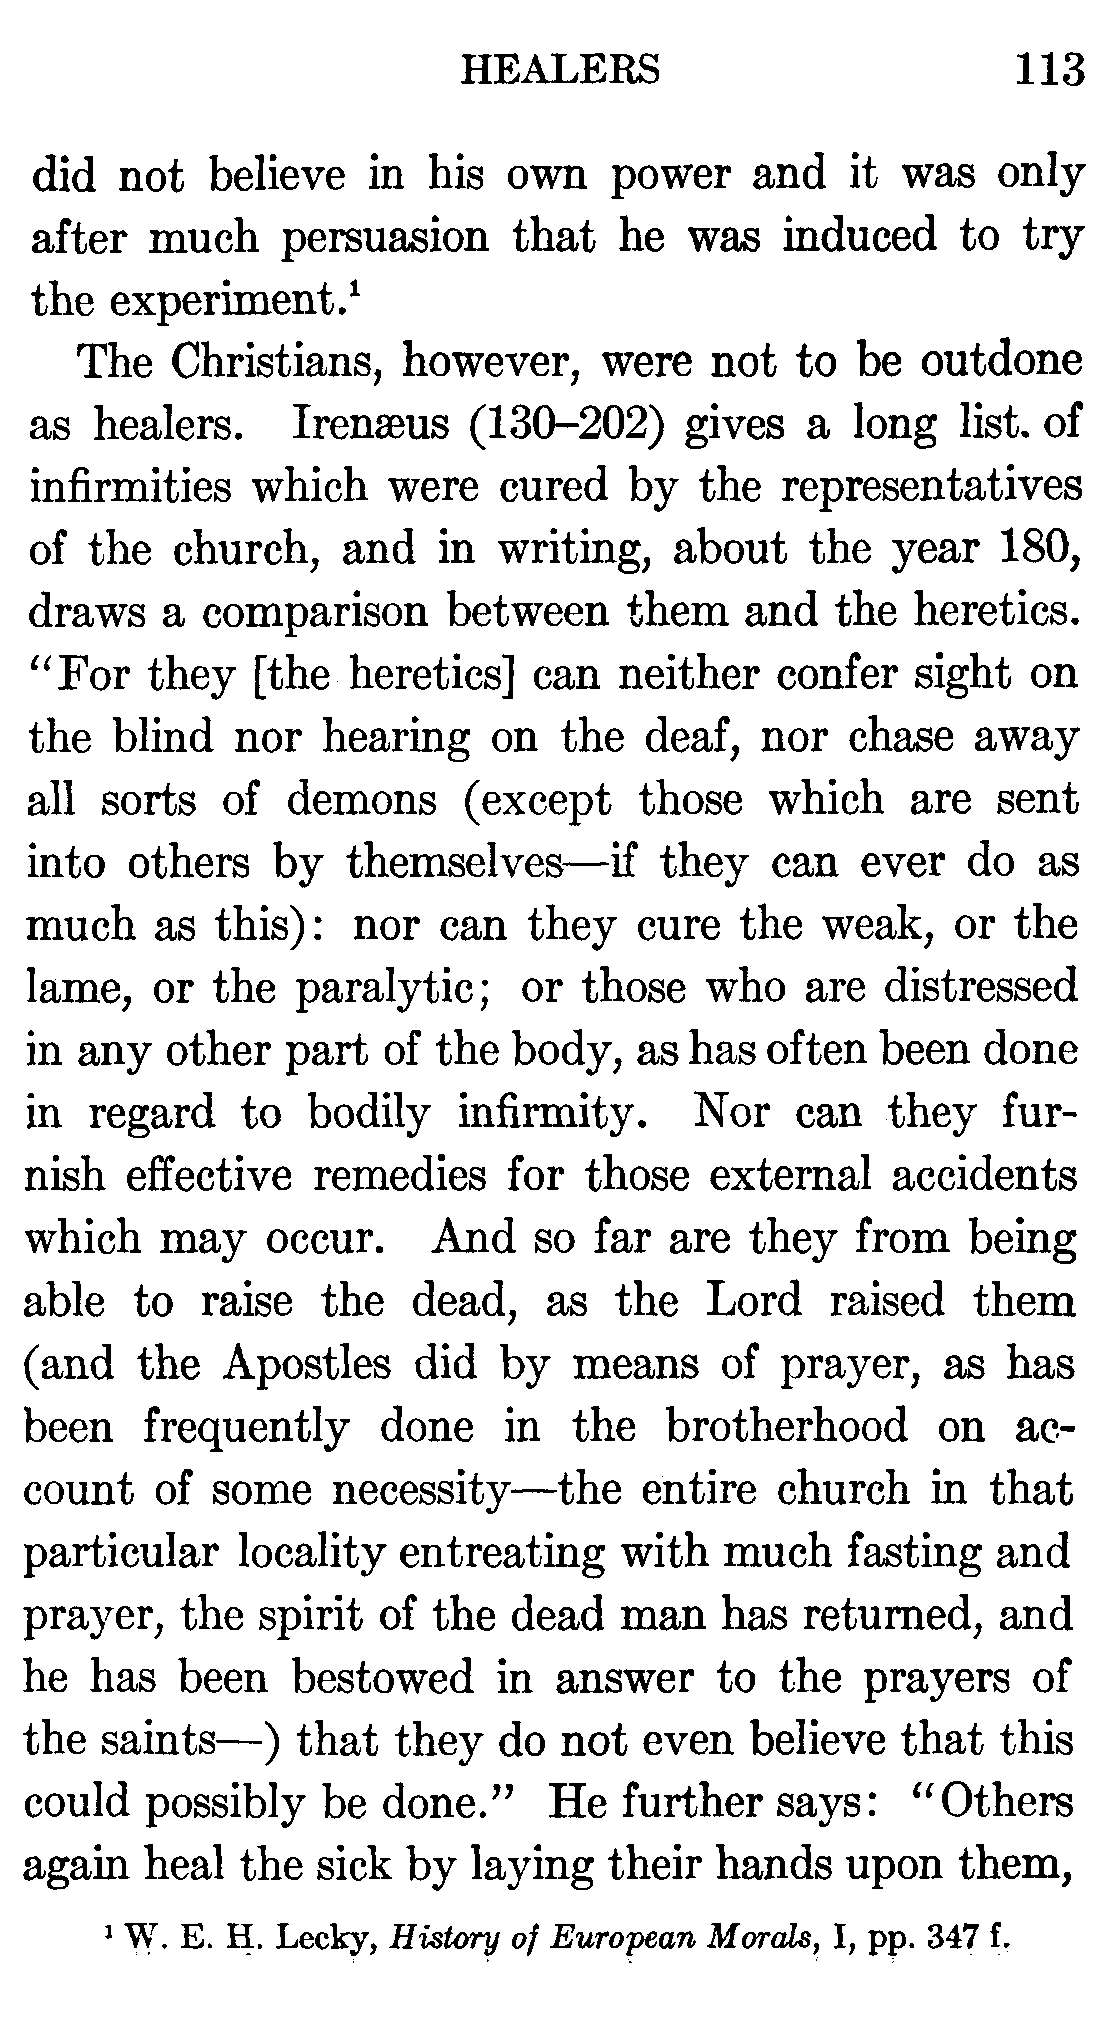 HEALERS 113
did not believe in his own power and it was only
after much persuasion that he was induced to try
the experiment.¹
The Christians, however, were not to be outdone
as healers. Irenæus (130–202) gives a long list. of
infirmities which were cured by the representatives
of the church, and in writing, about the year 180,
draws a comparison between them and the heretics.
“For they [the heretics] can neither confer sight on
the blind nor hearing on the deaf, nor chase away
all sorts of demons (except those which are sent
into others by themselves—if they can ever do as
much as this): nor can they cure the weak, or the
lame, or the paralytic; or those who are distressed
in any other part of the body, as has often been done
in regard to bodily infirmity. Nor can they fur-
nish effective remedies for those external accidents
which may occur. And so far are they from being
able to raise the dead, as the Lord raised them
(and the Apostles did by means of prayer, as has
been frequently done in the brotherhood on ac-
count of some necessity—the entire church in that
particular locality entreating with much fasting and
prayer, the spirit of the dead man has returned, and
he has been bestowed in answer to the prayers of
the saints—) that they do not even believe that this
could possibly be done.” He further says: “Others
again heal the sick by laying their hands upon them,
¹ W. E. H. Lecky, History of European Morals, I, pp. 347 f.